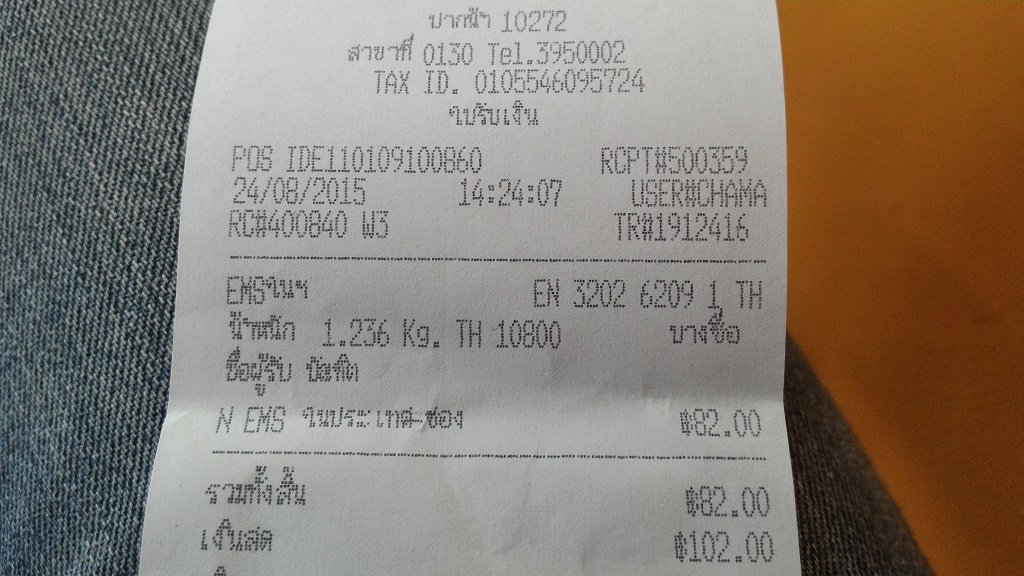 ปากน้ำ 10272
สาขาที่ 0130 Tel.3950002
TAX ID. 0105546095724
ใบรับเงิน
POS IDE110109100860 RCPT#500359
24/08/2015 14:24:07 USER#CHAMA
RC#400840 W3 TR#1912416
EMSในฯ EN 3202 6209 1 TH
น้ำหนัก 1.236 Kg. TH 10800 บางซื่อ
ชื่อผู้รับ บัฑิต
N EMS ในประเทศ-ซอง ฿82.00
รวมทั้งสิ้น ฿82.00
เงินสด ฿102.00